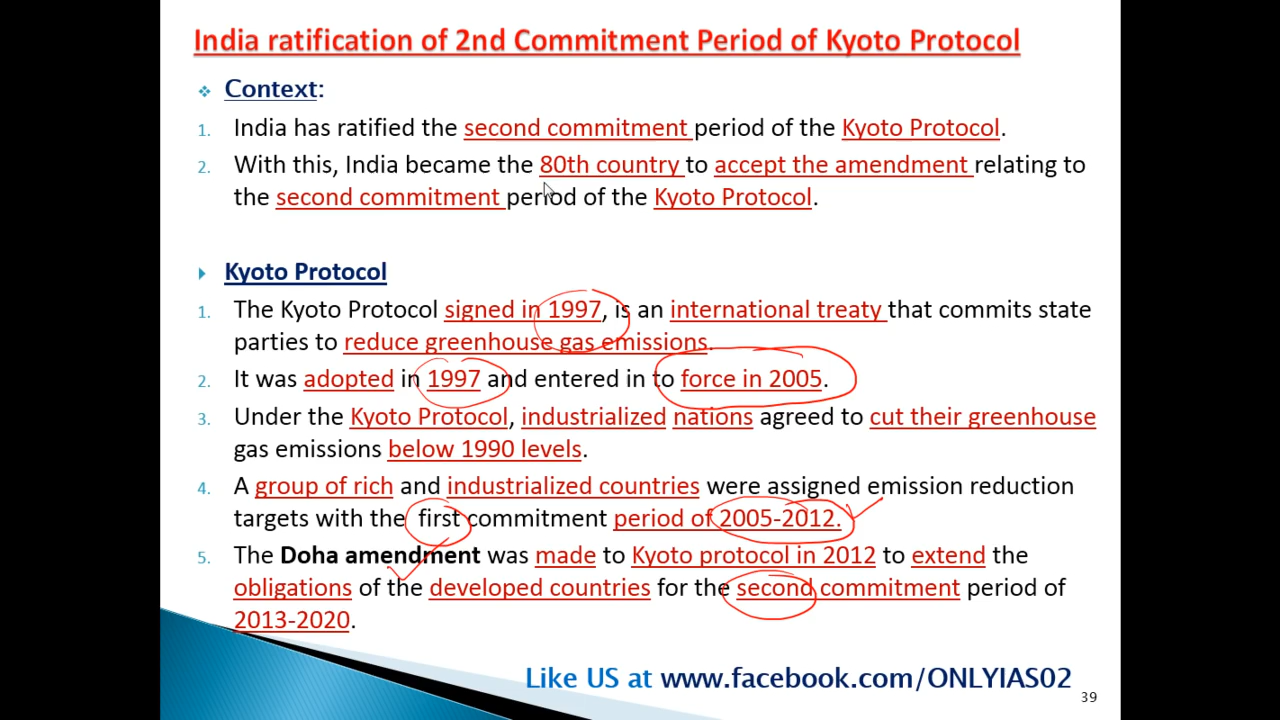 India ratification of 2nd Commitment Period of Kyoto Protocol
Context:
1. India has ratified the second commitment period of the Kyoto Protocol.
2. With this, India became the 80th country to accept the amendment relating to
the second commitment period of the Kyoto Protocol.
Kyoto Protocol
1. The Kyoto Protocol signed in 1997, is an international treaty that commits state
parties to reduce greenhouse gas emissions.
2. It was adopted in 1997 and entered in to force in 2005.
3. Under the Kyoto Protocol, industrialized nations agreed to cut their greenhouse
gas emissions below 1990 levels.
4. A group of rich and industrialized countries were assigned emission reduction
targets with the first commitment period of 2005-2012.
5. The Doha amendment was made to Kyoto protocol in 2012 to extend the
obligations of the developed countries for the second commitment period of
2013-2020.
Like US at www.facebook.com/ONLYIAS02
39